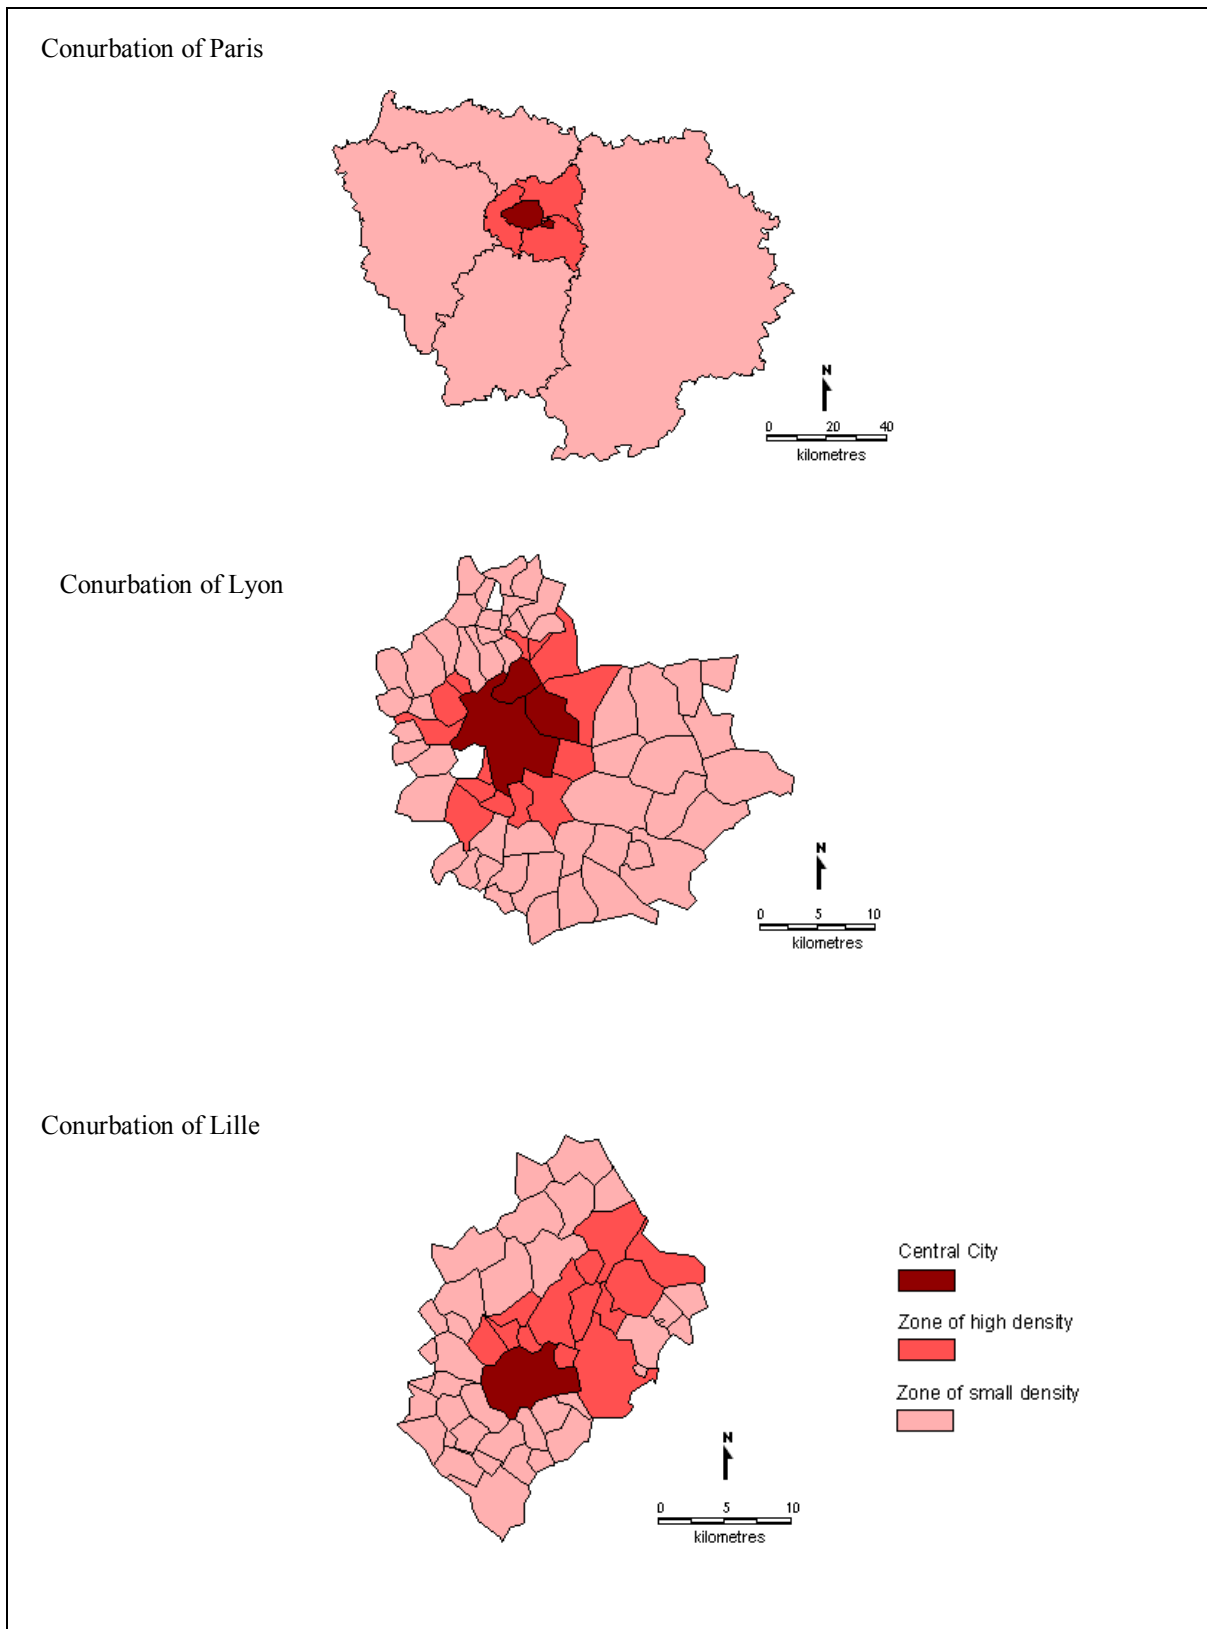 Conurbation of Paris
N
0 20 40
kilometres
Conurbation of Lyon
N
0 5 10
kilometres
Conurbation of Lille
Central City
Zone of high density
Zone of small density
N
0 5 10
kilometres